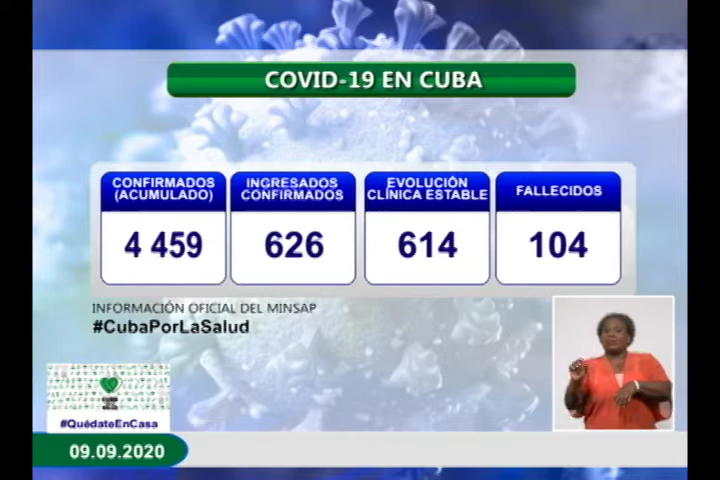 COVID-19 EN CUBA
CONFIRMADOS
(ACUMULADO)
4 459
INGRESADOS
CONFIRMADOS
626
EVOLUCIÓN
CLÍNICA ESTABLE
614
FALLECIDOS
104
INFORMACIÓN OFICIAL DEL MINSAP
#CubaPorLaSalud
#QuédateEnCasa
09.09.2020